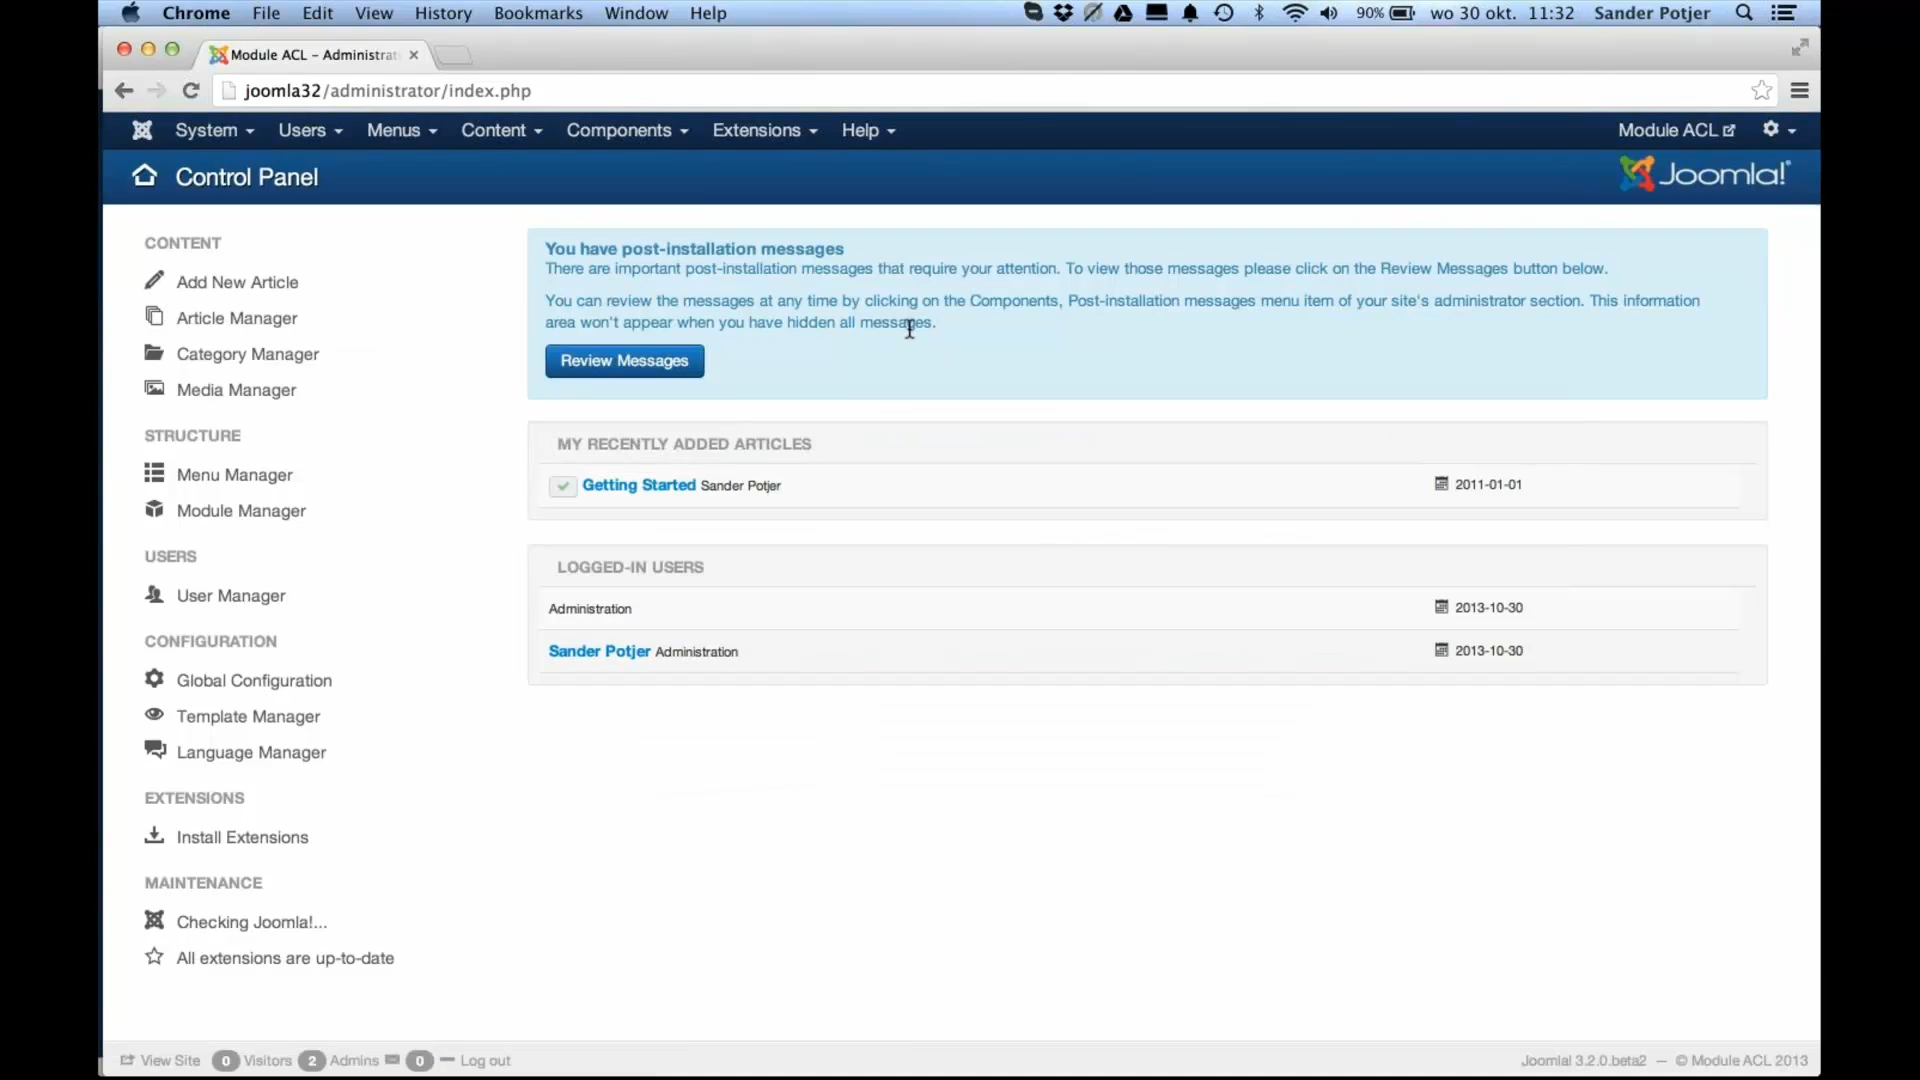 Chrome File Edit View History Bookmarks Window Help 90% wo 30 okt. 11:32 Sander Potjer
Module ACL – Administrat
joomla32/administrator/index.php
System Users Menus Content Components Extensions Help Module ACL
Control Panel Joomla!
CONTENT
Add New Article
Article Manager
Category Manager
Media Manager
STRUCTURE
Menu Manager
Module Manager
USERS
User Manager
CONFIGURATION
Global Configuration
Template Manager
Language Manager
EXTENSIONS
Install Extensions
MAINTENANCE
Checking Joomla!...
All extensions are up-to-date
You have post-installation messages
There are important post-installation messages that require your attention. To view those messages please click on the Review Messages button below.
You can review the messages at any time by clicking on the Components, Post-installation messages menu item of your site's administrator section. This information
area won't appear when you have hidden all messages.
Review Messages
MY RECENTLY ADDED ARTICLES
Getting Started Sander Potjer 2011-01-01
LOGGED-IN USERS
Administration 2013-10-30
Sander Potjer Administration 2013-10-30
View Site 0 Visitors 2 Admins 0 Log out Joomla! 3.2.0.beta2 — © Module ACL 2013